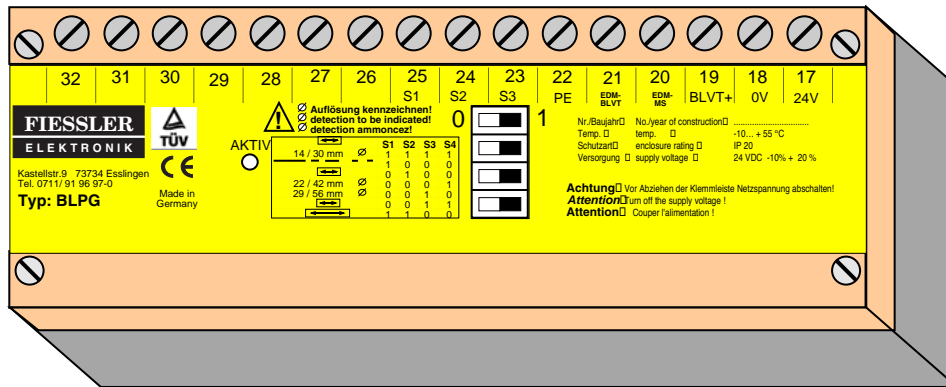 32 31 30 29 28 27 26 25 24 23 22 21 20 19 18 17
S1 S2 S3 PE EDM-BLVT EDM-MS BLVT+ 0V 24V
FIESSLER
ELEKTRONIK
TÜV
Kastellstr.9 73734 Esslingen
Tel. 0711/ 91 96 97-0
Typ: BLPG
CE
Made in
Germany
AKTIV
Ø Auflösung kennzeichnen!
Ø detection to be indicated!
Ø detection ammoncez!
S1 S2 S3 S4
14 / 30 mm Ø 1 1 1 1
1 0 0 0
0 1 0 0
22 / 42 mm Ø 0 0 0 1
29 / 56 mm Ø 0 0 1 0
0 0 1 1
1 1 0 0
0 1
Nr./Baujahr No./year of construction ..............................
Temp. temp. -10... + 55 °C
Schutzart enclosure rating IP 20
Versorgung supply voltage 24 VDC -10% + 20 %
Achtung Vor Abziehen der Klemmleiste Netzspannung abschalten!
Attention Turn off the supply voltage !
Attention Couper l'alimentation !